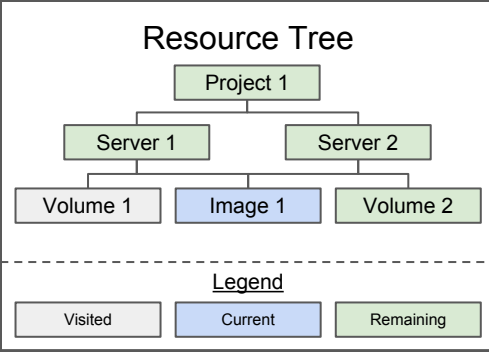 Resource Tree
Project 1
Server 1 Server 2
Volume 1 Image 1 Volume 2
Legend
Visited Current Remaining